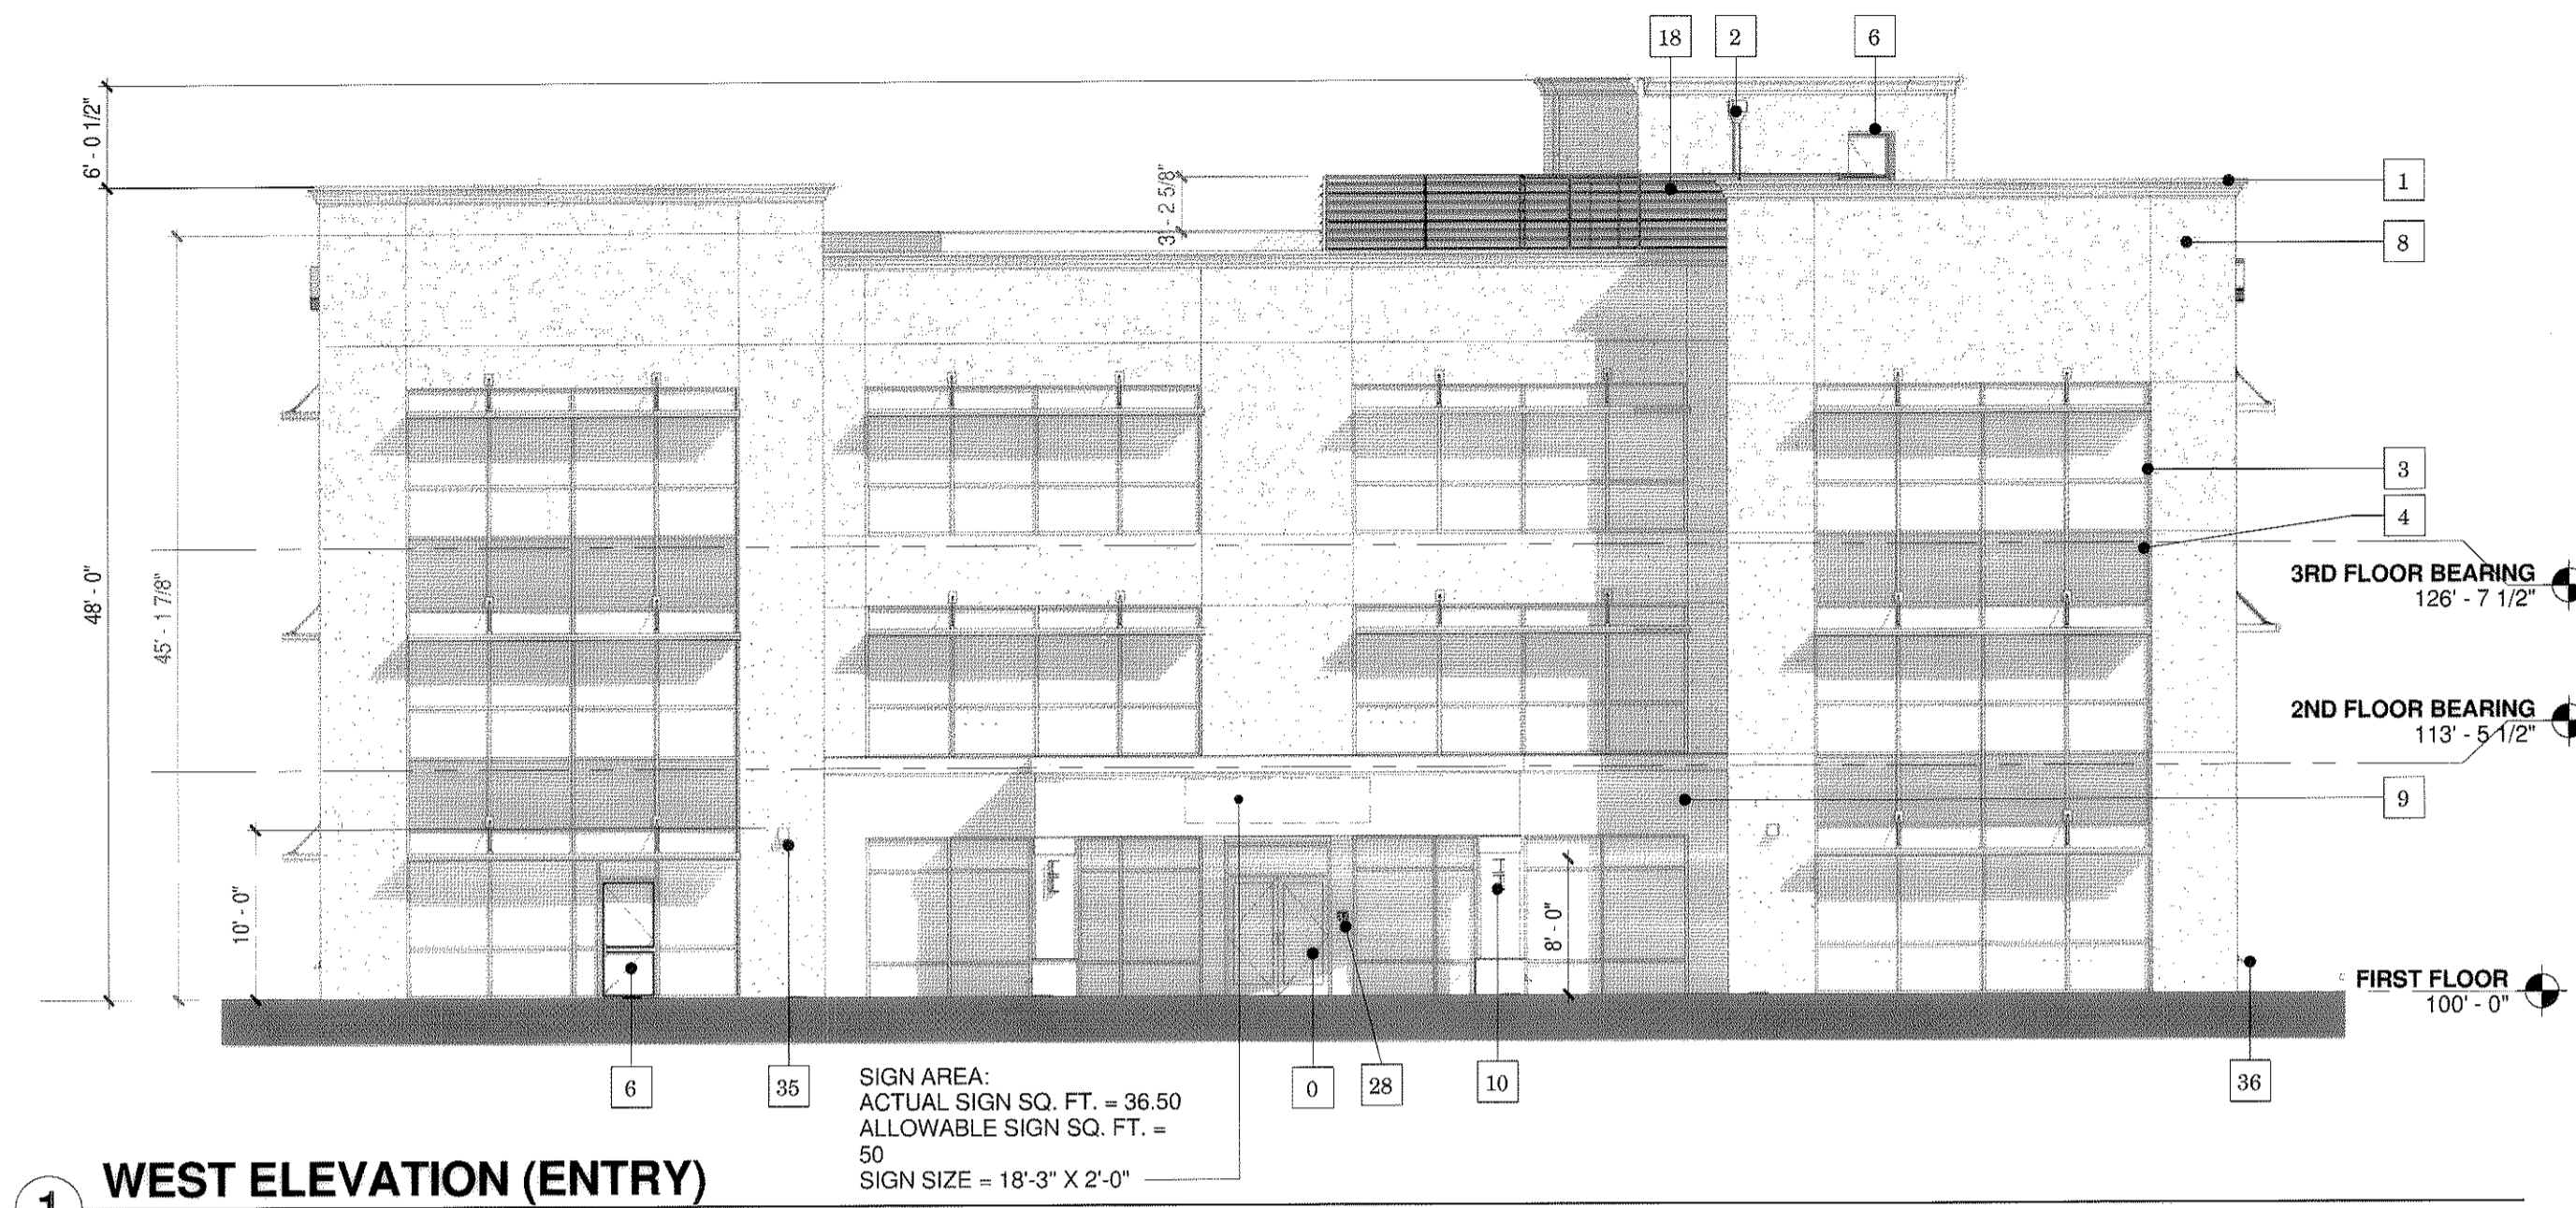 18
2
6
6' - 0 1/2"
3' - 2 5/8"
1
8
3
4
48' - 0"
45' - 1 7/8"
3RD FLOOR BEARING
126' - 7 1/2"
2ND FLOOR BEARING
113' - 5 1/2"
9
10' - 0"
8' - 0"
FIRST FLOOR
100' - 0"
6
35
0
28
10
36
SIGN AREA:
ACTUAL SIGN SQ. FT. = 36.50
ALLOWABLE SIGN SQ. FT. =
50
SIGN SIZE = 18'-3" X 2'-0"
1
WEST ELEVATION (ENTRY)